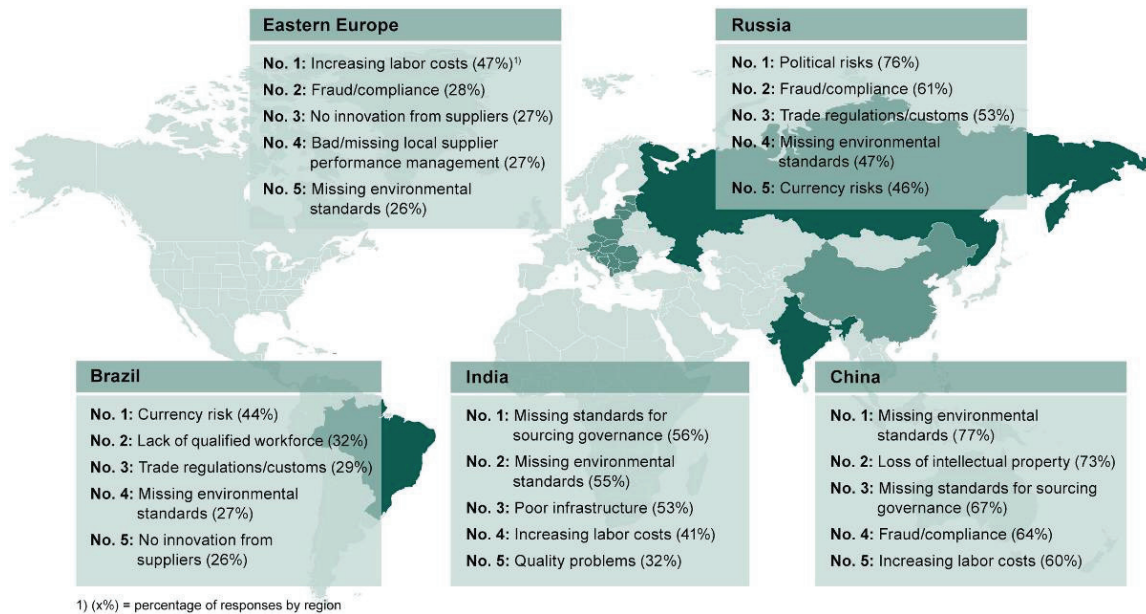 Eastern Europe
No. 1: Increasing labor costs (47%)¹⁾
No. 2: Fraud/compliance (28%)
No. 3: No innovation from suppliers (27%)
No. 4: Bad/missing local supplier
performance management (27%)
No. 5: Missing environmental
standards (26%)
Russia
No. 1: Political risks (76%)
No. 2: Fraud/compliance (61%)
No. 3: Trade regulations/customs (53%)
No. 4: Missing environmental
standards (47%)
No. 5: Currency risks (46%)
Brazil
No. 1: Currency risk (44%)
No. 2: Lack of qualified workforce (32%)
No. 3: Trade regulations/customs (29%)
No. 4: Missing environmental
standards (27%)
No. 5: No innovation from
suppliers (26%)
India
No. 1: Missing standards for
sourcing governance (56%)
No. 2: Missing environmental
standards (55%)
No. 3: Poor infrastructure (53%)
No. 4: Increasing labor costs (41%)
No. 5: Quality problems (32%)
China
No. 1: Missing environmental
standards (77%)
No. 2: Loss of intellectual property (73%)
No. 3: Missing standards for sourcing
governance (67%)
No. 4: Fraud/compliance (64%)
No. 5: Increasing labor costs (60%)
1) (x%) = percentage of responses by region